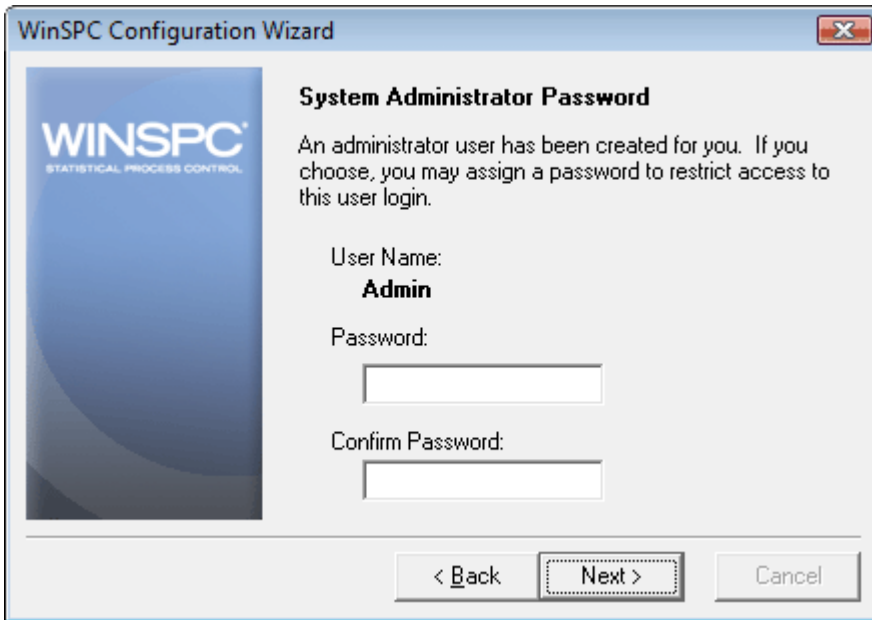 WinSPC Configuration Wizard
WINSPC®
STATISTICAL PROCESS CONTROL
System Administrator Password
An administrator user has been created for you. If you
choose, you may assign a password to restrict access to
this user login.
User Name:
Admin
Password:
Confirm Password:
< Back
Next >
Cancel